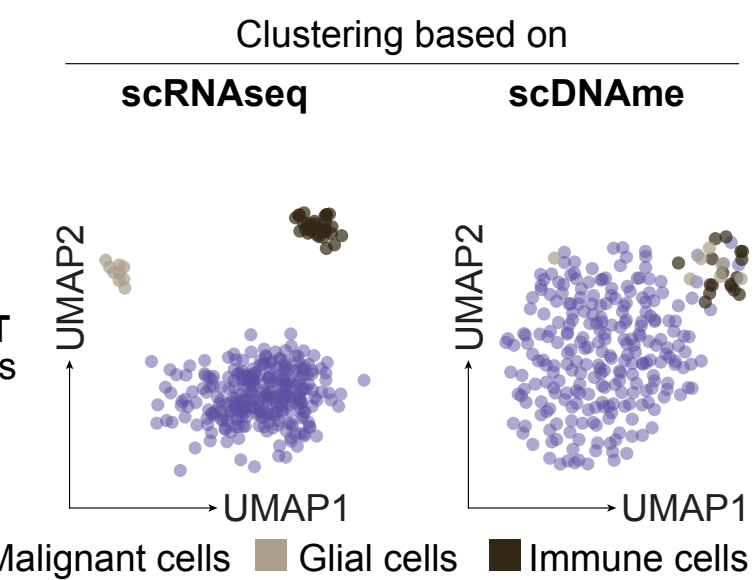 Clustering based on
scRNAseq scDNAme
UMAP2 UMAP2
T
s
UMAP1 UMAP1
Malignant cells Glial cells Immune cells